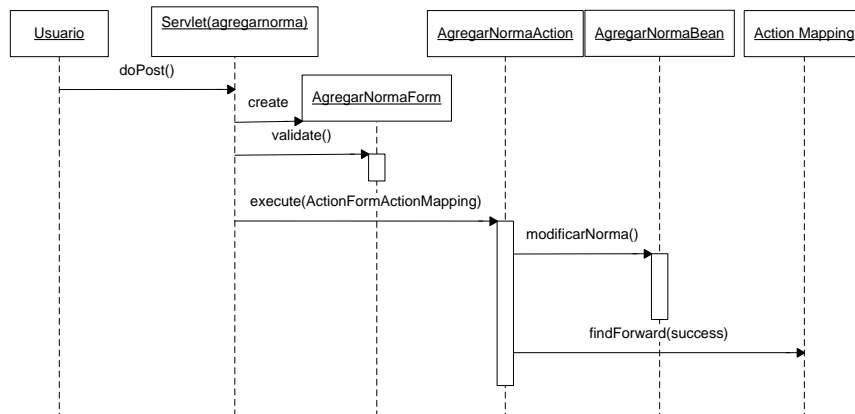 Usuario
Servlet(agregarnorma)
AgregarNormaAction
AgregarNormaBean
Action Mapping
doPost()
create
AgregarNormaForm
validate()
execute(ActionFormActionMapping)
modificarNorma()
findForward(success)